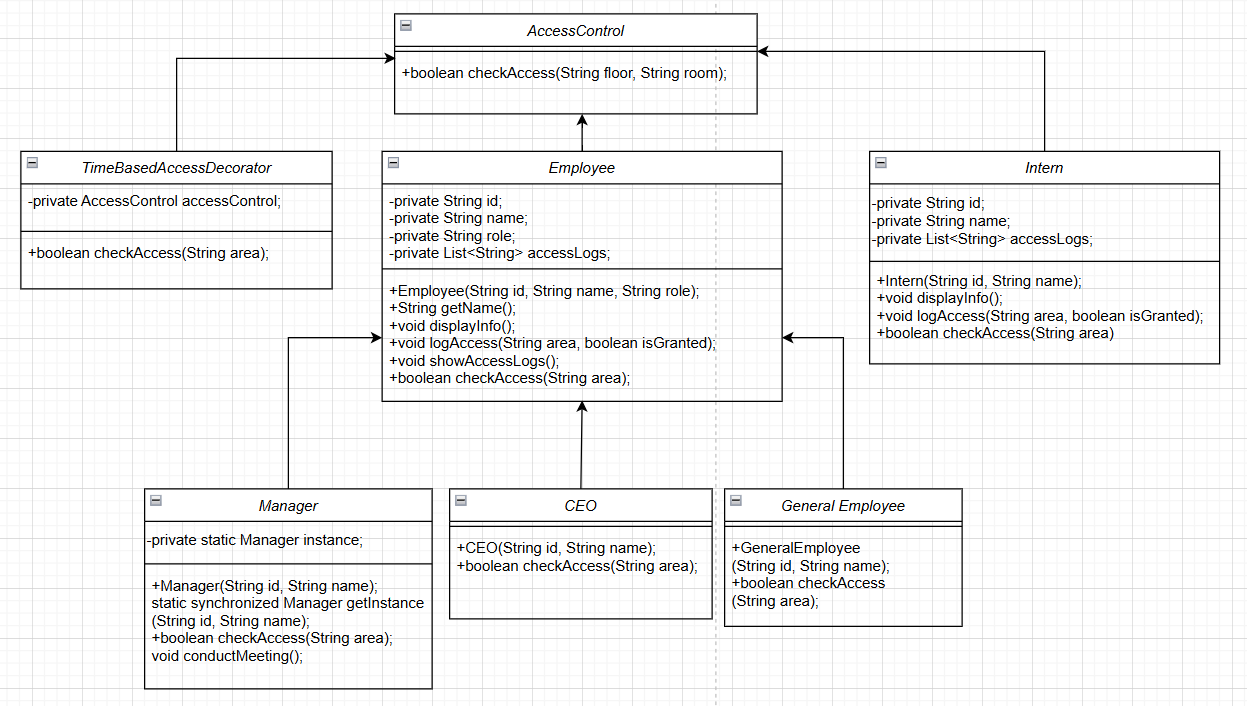 AccessControl
+boolean checkAccess(String floor, String room);
TimeBasedAccessDecorator
-private AccessControl accessControl;
+boolean checkAccess(String area);
Employee
-private String id;
-private String name;
-private String role;
-private List<String> accessLogs;
+Employee(String id, String name, String role);
+String getName();
+void displayInfo();
+void logAccess(String area, boolean isGranted);
+void showAccessLogs();
+boolean checkAccess(String area);
Intern
-private String id;
-private String name;
-private List<String> accessLogs;
+Intern(String id, String name);
+void displayInfo();
+void logAccess(String area, boolean isGranted);
+boolean checkAccess(String area)
Manager
-private static Manager instance;
+Manager(String id, String name);
static synchronized Manager getInstance
(String id, String name);
+boolean checkAccess(String area);
void conductMeeting();
CEO
+CEO(String id, String name);
+boolean checkAccess(String area);
General Employee
+GeneralEmployee
(String id, String name);
+boolean checkAccess
(String area);